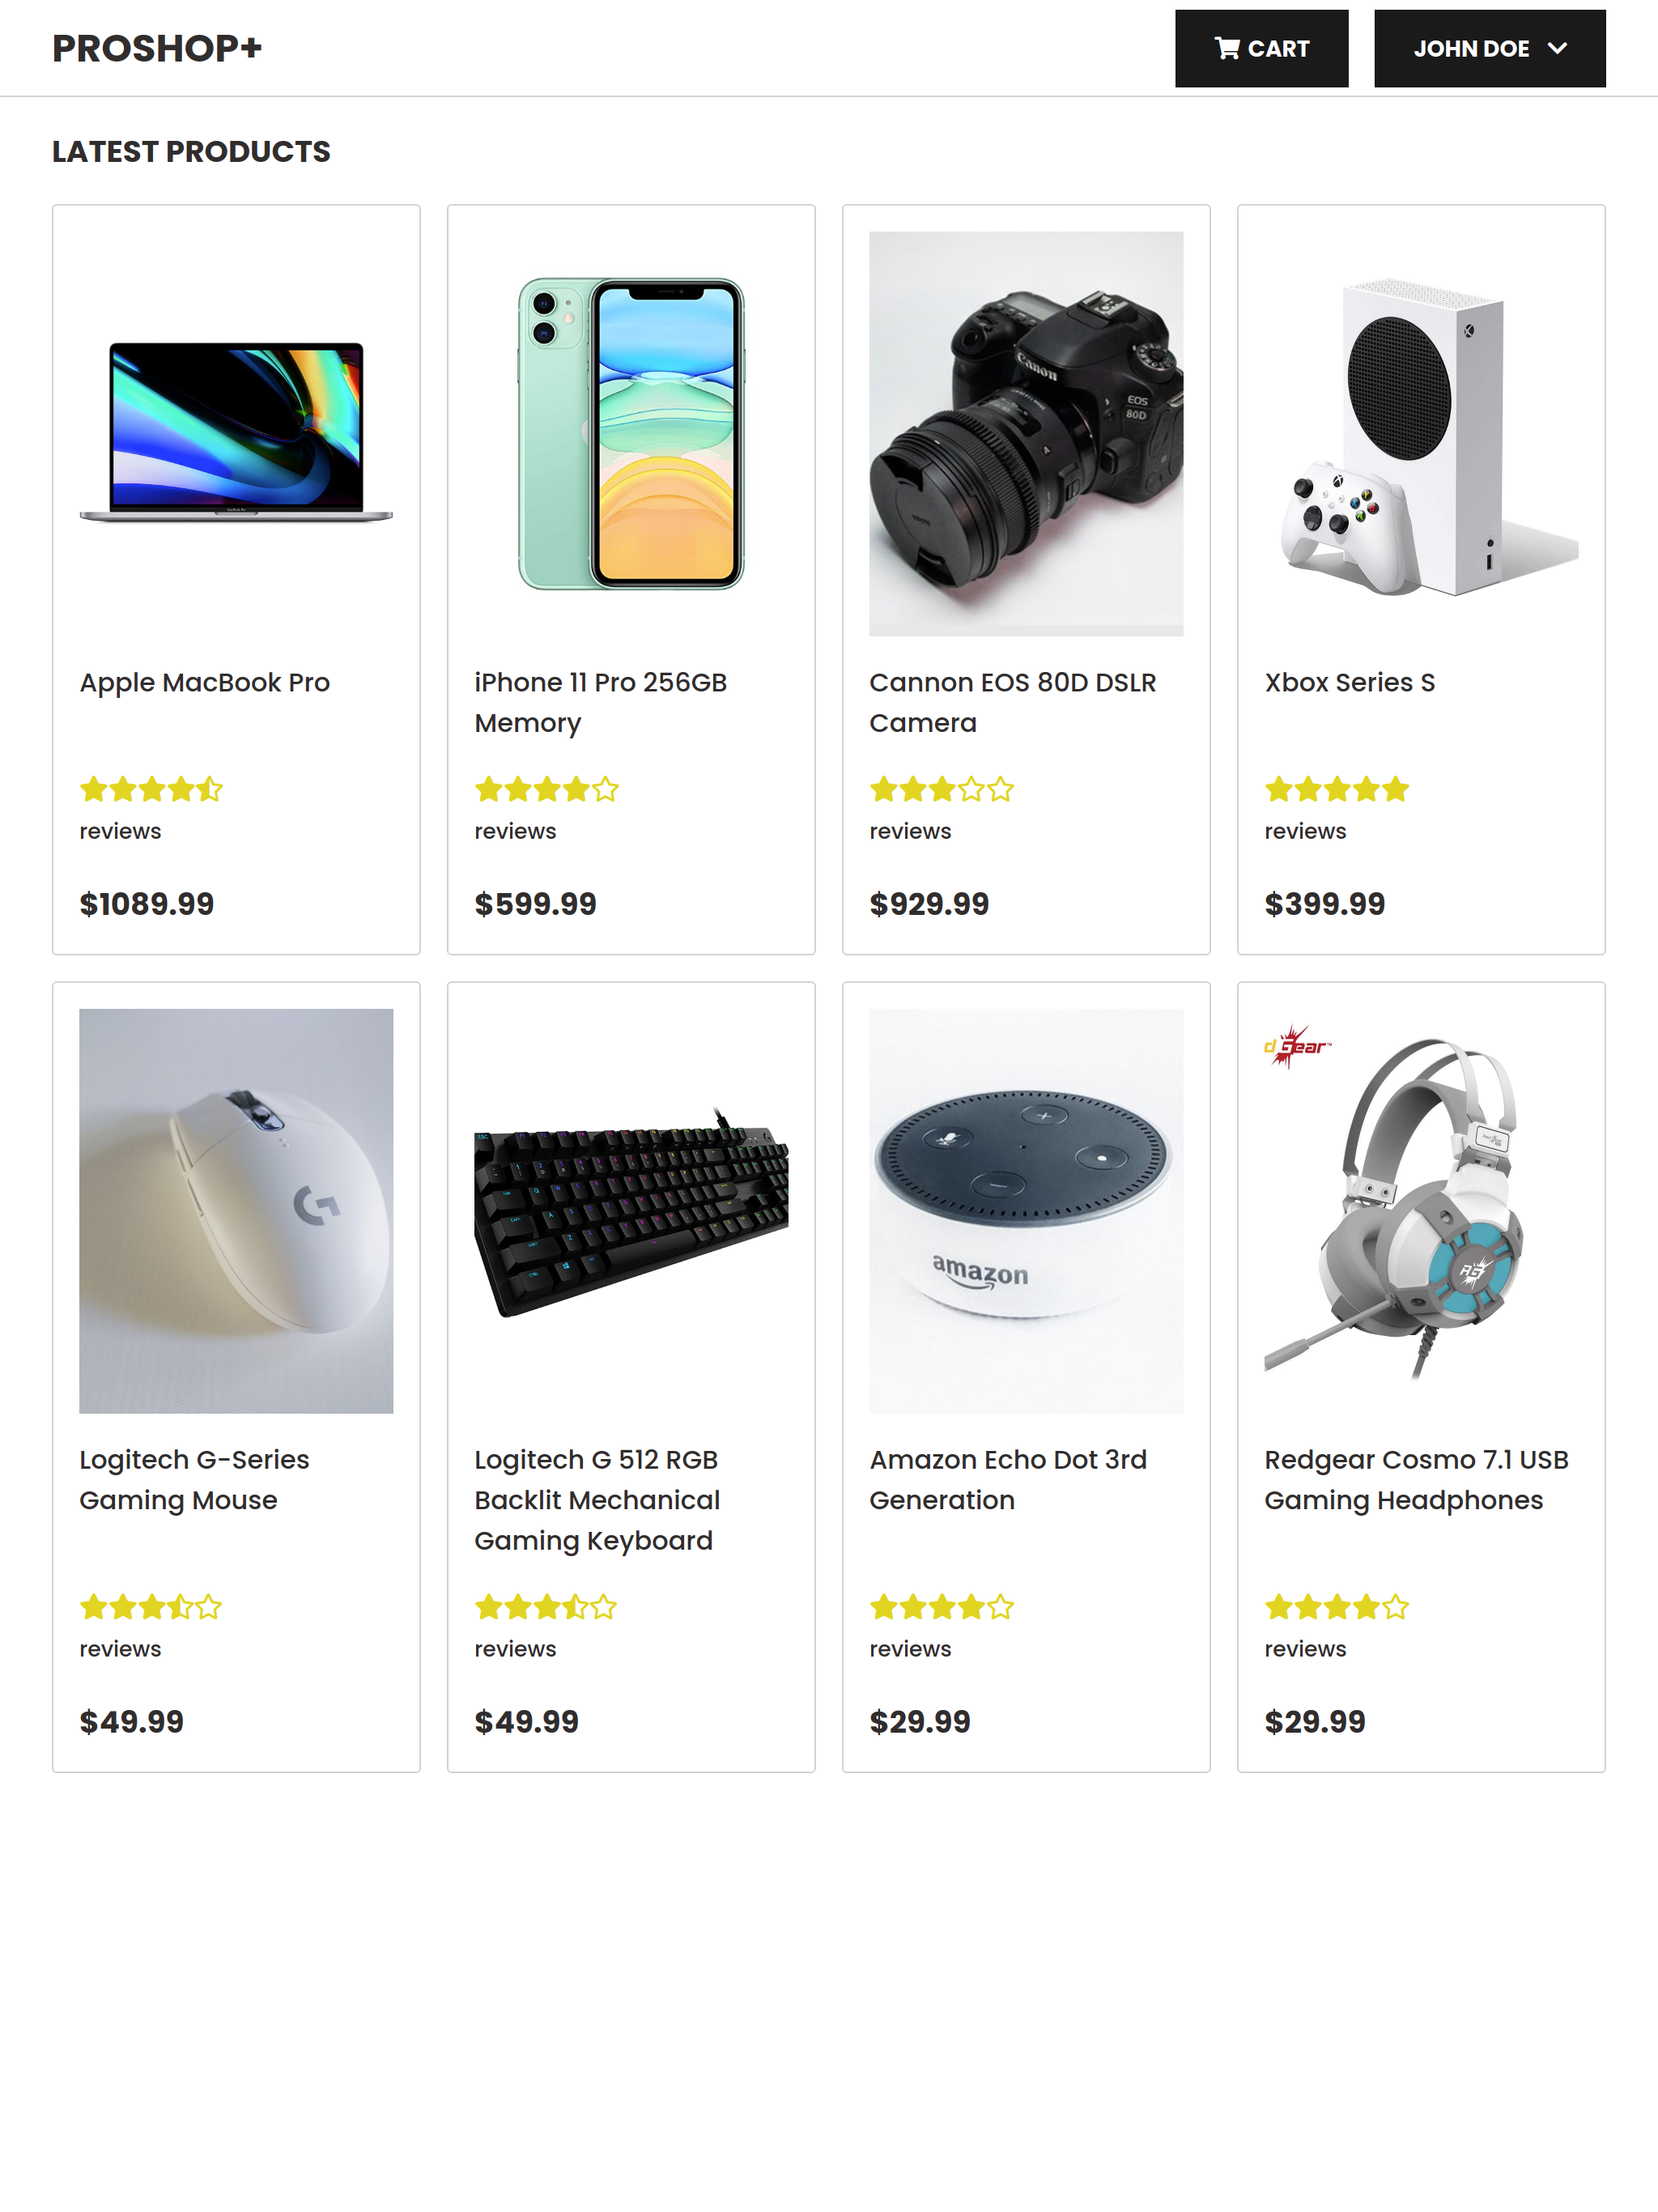 PROSHOP+
CART
JOHN DOE
LATEST PRODUCTS
Canon
EOS
80D
Apple MacBook Pro
iPhone 11 Pro 256GB
Memory
Cannon EOS 80D DSLR
Camera
Xbox Series S
reviews
reviews
reviews
reviews
$1089.99
$599.99
$929.99
$399.99
d Gear
amazon
RG
Logitech G-Series
Gaming Mouse
Logitech G 512 RGB
Backlit Mechanical
Gaming Keyboard
Amazon Echo Dot 3rd
Generation
Redgear Cosmo 7.1 USB
Gaming Headphones
reviews
reviews
reviews
reviews
$49.99
$49.99
$29.99
$29.99